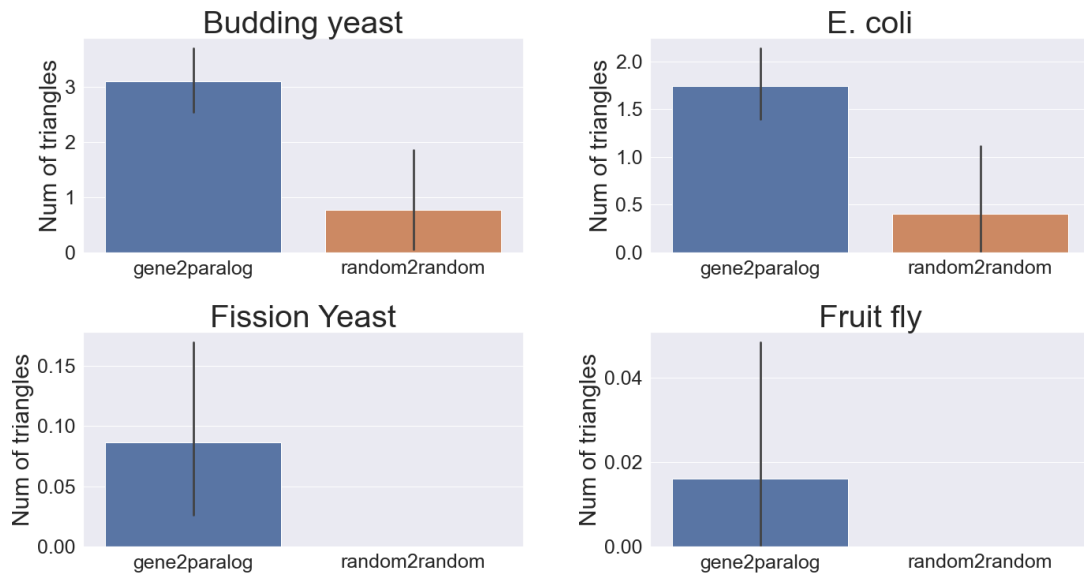 Budding yeast
Num of triangles
3
2
1
0
gene2paralog random2random
E. coli
Num of triangles
2.0
1.5
1.0
0.5
0.0
gene2paralog random2random
Fission Yeast
Num of triangles
0.15
0.10
0.05
0.00
gene2paralog random2random
Fruit fly
Num of triangles
0.04
0.02
0.00
gene2paralog random2random